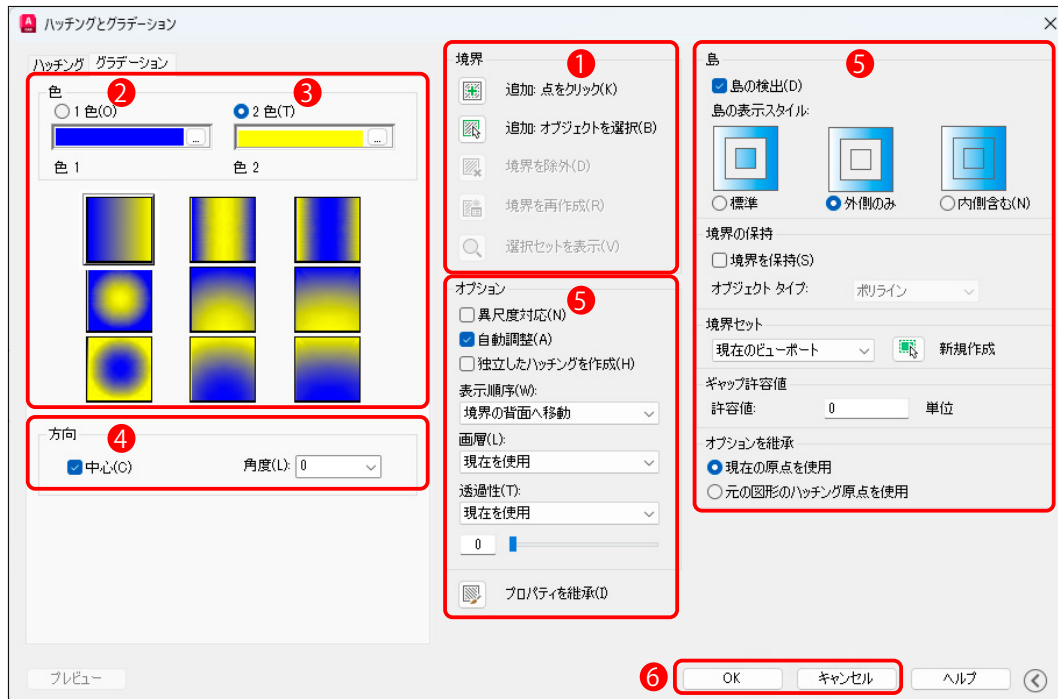 ハッチングとグラデーション
ハッチング グラデーション
色
2
3
1 色(O)
2 色(T)
...
...
色 1
色 2
方向
4
中心(C)
角度(L): 0
プレビュー
境界
1
追加: 点をクリック(K)
追加: オブジェクトを選択(B)
境界を除外(D)
境界を再作成(R)
選択セットを表示(V)
オプション
5
異尺度対応(N)
自動調整(A)
独立したハッチングを作成(H)
表示順序(W):
境界の背面へ移動
画層(L):
現在を使用
透過性(T):
現在を使用
0
プロパティを継承(I)
島
5
島の検出(D)
島の表示スタイル:
標準
外側のみ
内側含む(N)
境界の保持
境界を保持(S)
オブジェクト タイプ: ポリライン
境界セット
現在のビューポート
新規作成
ギャップ許容値
許容値: 0 単位
オプションを継承
現在の原点を使用
元の図形のハッチング原点を使用
6
OK
キャンセル
ヘルプ